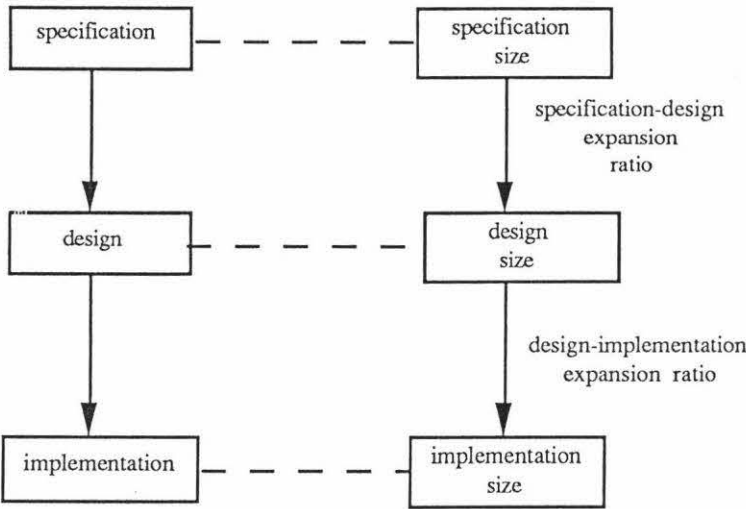 specification
specification
size
specification-design
expansion
ratio
design
design
size
design-implementation
expansion ratio
implementation
implementation
size